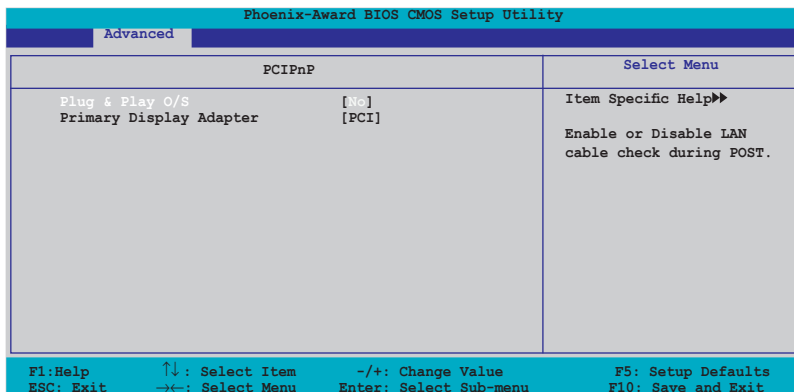 Phoenix-Award BIOS CMOS Setup Utility
Advanced
PCIPnP
Select Menu
Plug & Play O/S [No]
Primary Display Adapter [PCI]
Item Specific Help▶▶
Enable or Disable LAN
cable check during POST.
F1:Help ↑↓ : Select Item -/+: Change Value F5: Setup Defaults
ESC: Exit →← : Select Menu Enter: Select Sub-menu F10: Save and Exit